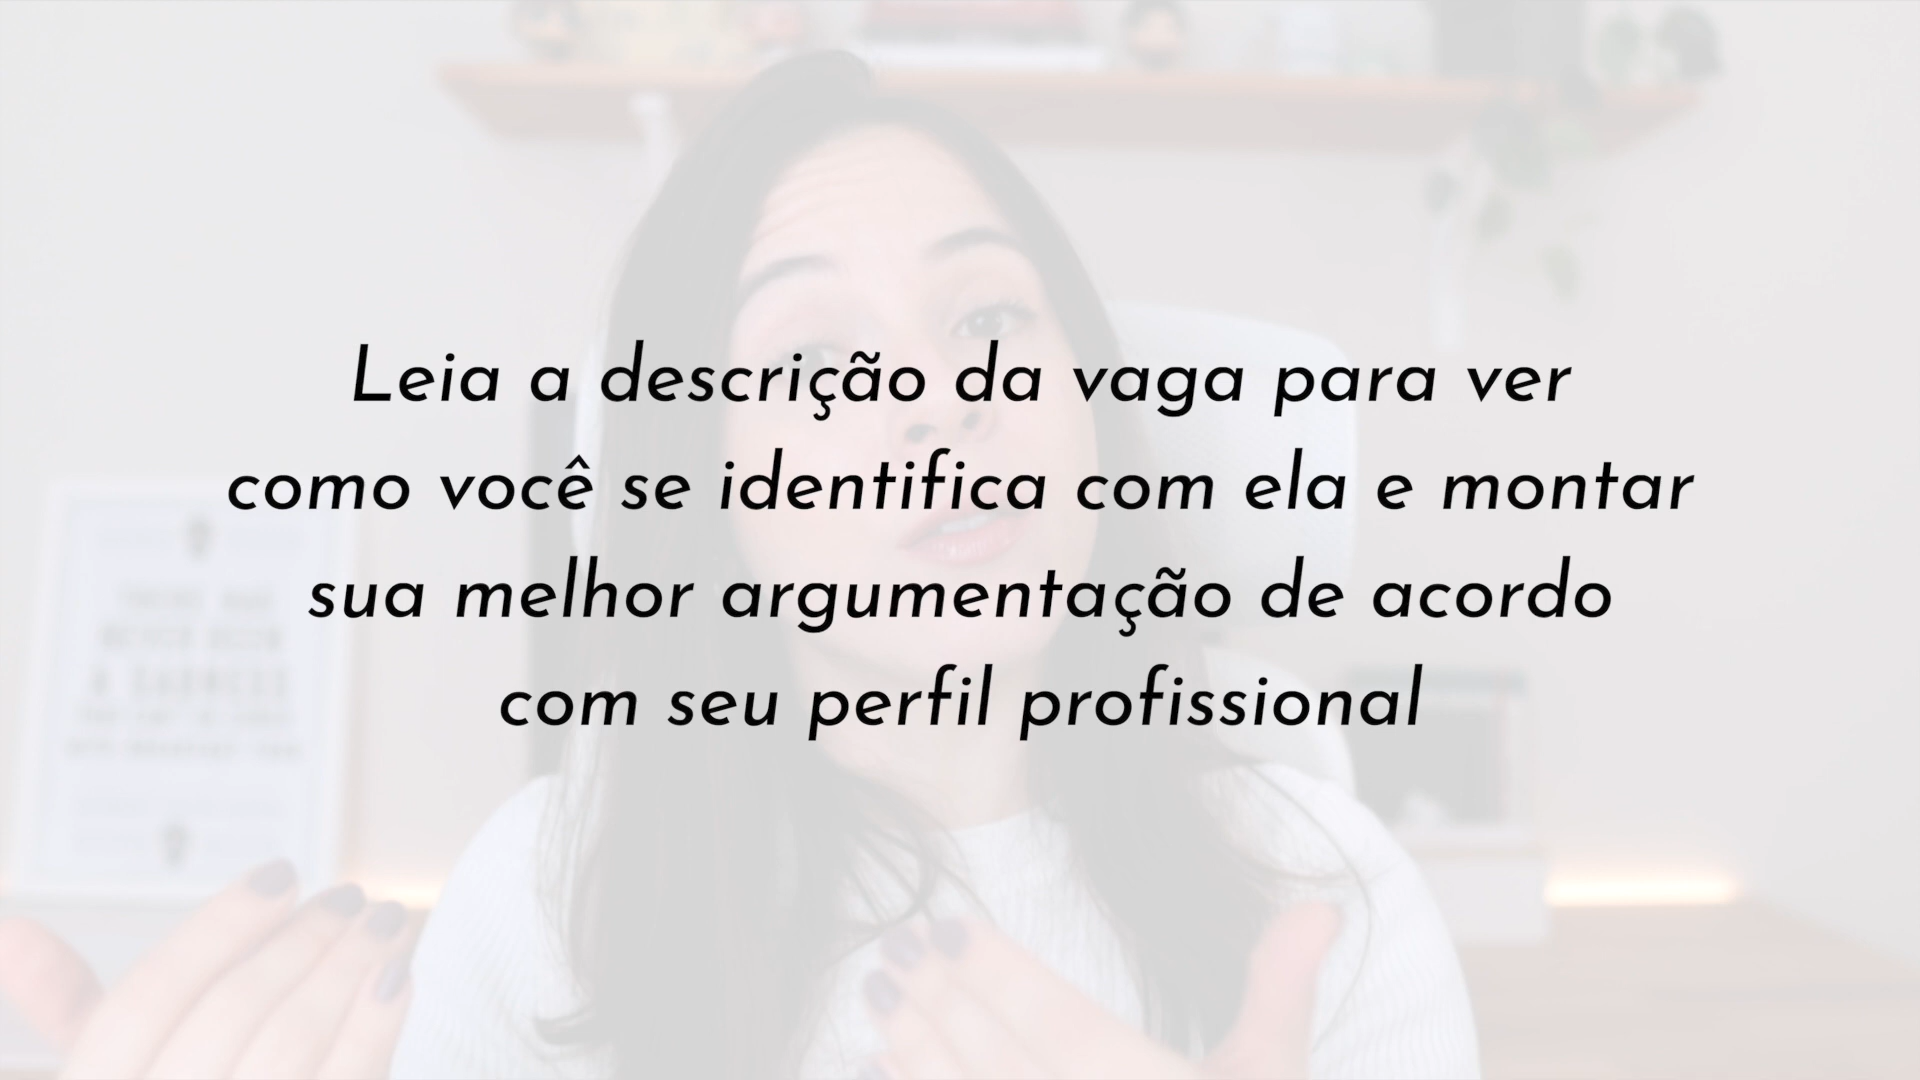 Leia a descrição da vaga para ver
como você se identifica com ela e montar
sua melhor argumentação de acordo
com seu perfil profissional